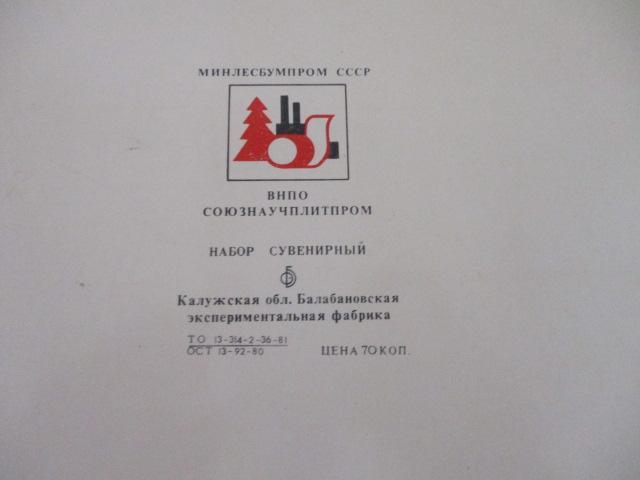 МИНЛЕСБУМПРОМ СССР
ВНПО
СОЮЗНАУЧПЛИТПРОМ
НАБОР СУВЕНИРНЫЙ
Калужская обл. Балабановская
экспериментальная фабрика
ТО 13-314-2-36-81
ОСТ 13-92-80 ЦЕНА 70 КОП.